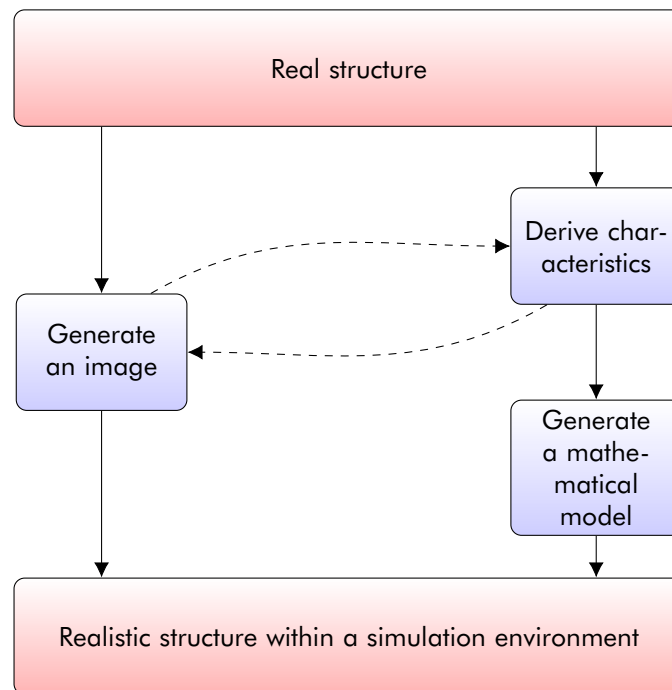 Real structure
Derive char-
acteristics
Generate
an image
Generate
a mathe-
matical
model
Realistic structure within a simulation environment